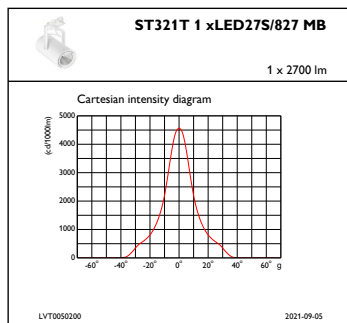 ST321T 1 xLED27S/827 MB
1 x 2700 lm
Cartesian intensity diagram
(cd/1000lm)
5000
4000
3000
2000
1000
0
-60° -40° -20° 0° 20° 40° 60° g
LVT0050200 2021-09-05